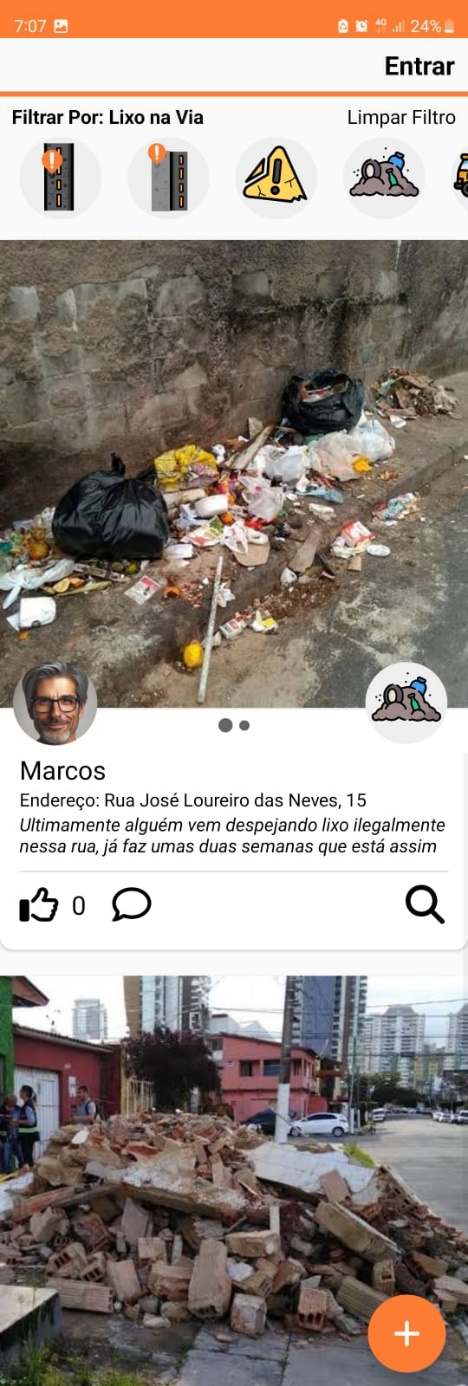 7:07 4G 24%
Entrar
Filtrar Por: Lixo na Via Limpar Filtro
Marcos
Endereço: Rua José Loureiro das Neves, 15
Ultimamente alguém vem despejando lixo ilegalmente
nessa rua, já faz umas duas semanas que está assim
0
+